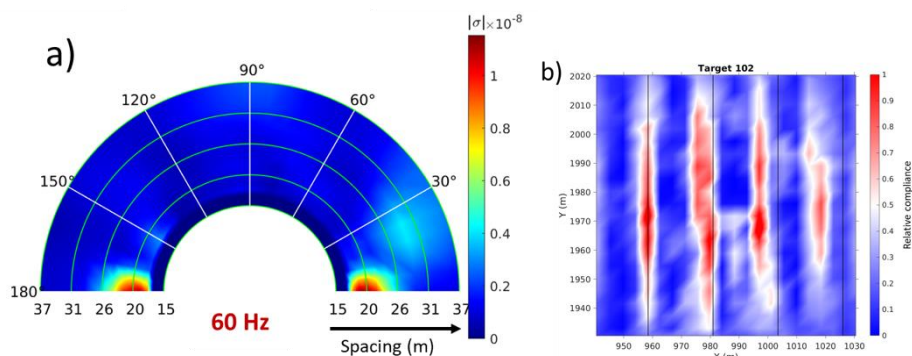 a)
|σ|×10⁻⁸
90°
120°
60°
150°
30°
180°
37 31 26 20 15
15 20 26 31 37
60 Hz
Spacing (m)
1
0.8
0.6
0.4
0.2
0
b)
Target 102
2020
2010
2000
1990
1980
1970
1960
1950
1940
Y (m)
950 960 970 980 990 1000 1010 1020 1030
Y (m)
1
0.9
0.8
0.7
0.6
0.5
0.4
0.3
0.2
0.1
0
Relative compliance